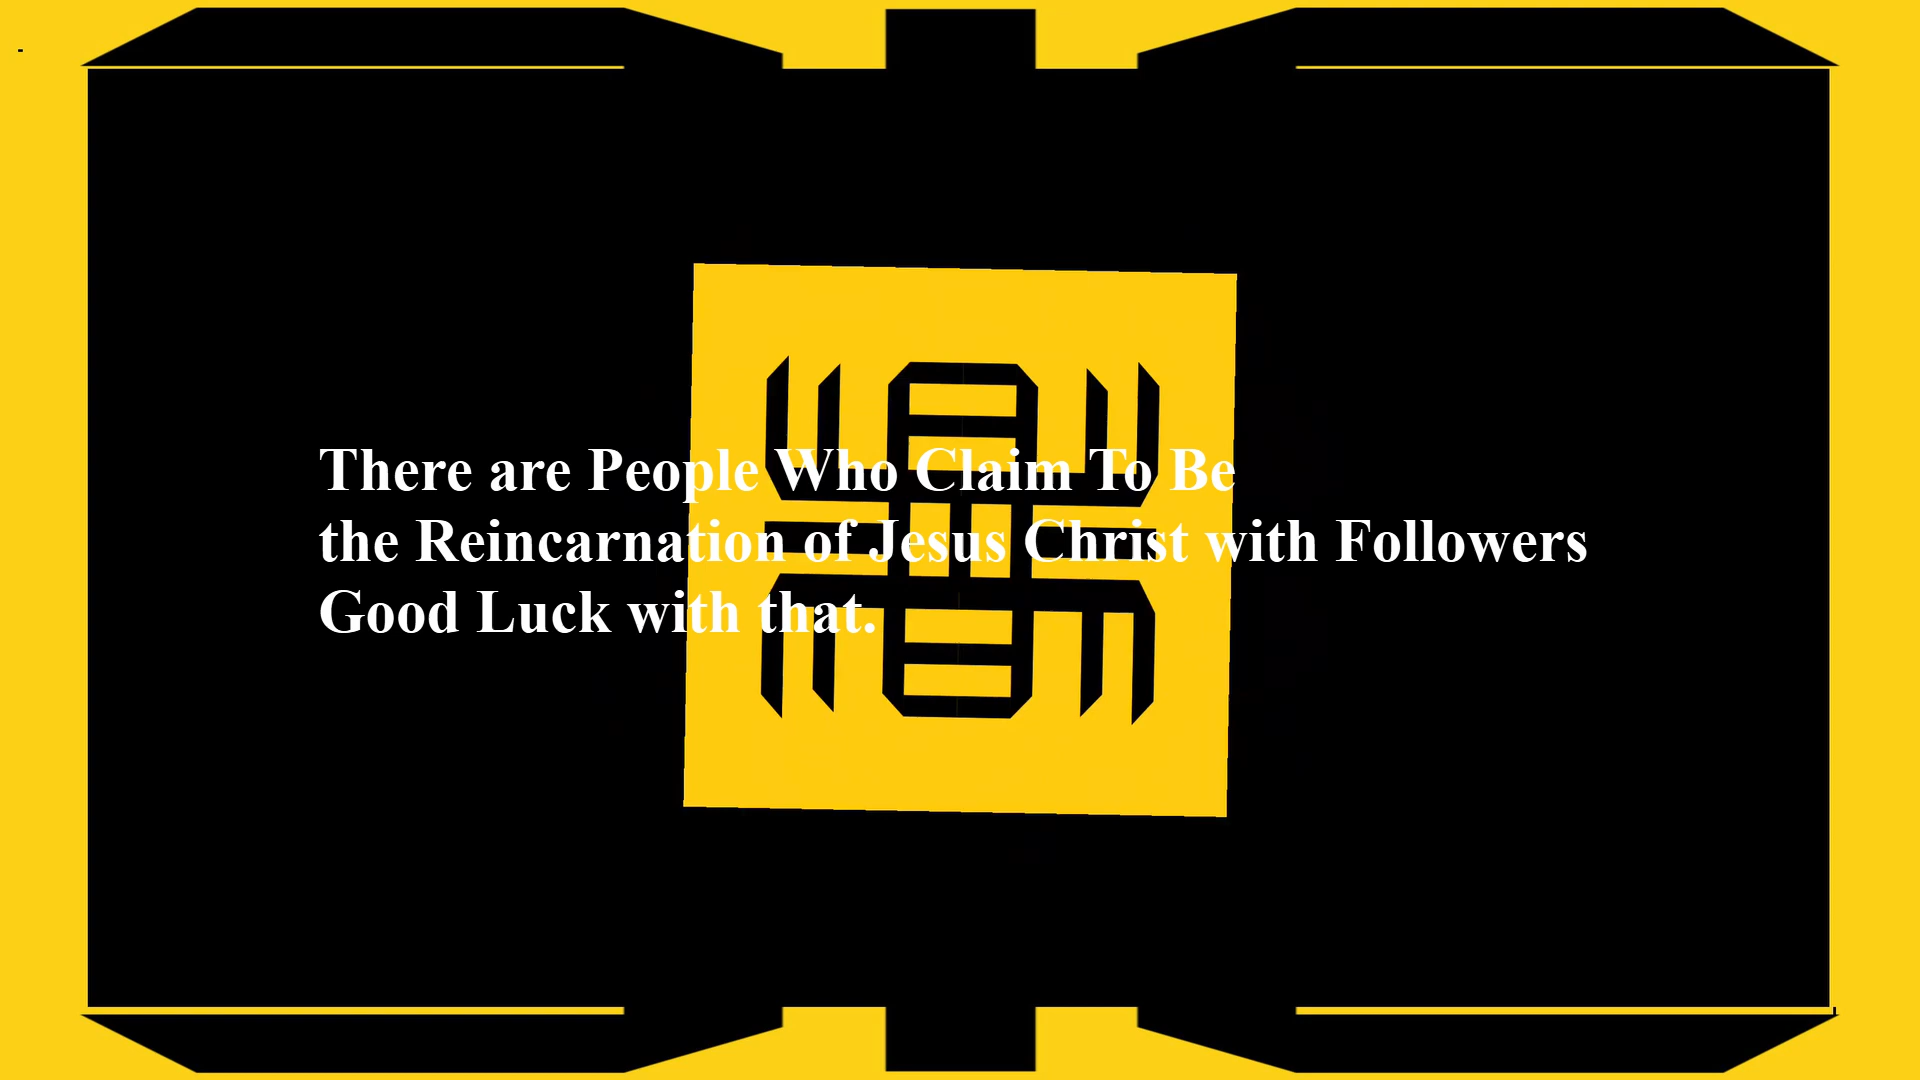 There are People Who Claim To Be
the Reincarnation of Jesus Christ with Followers
Good Luck with that.